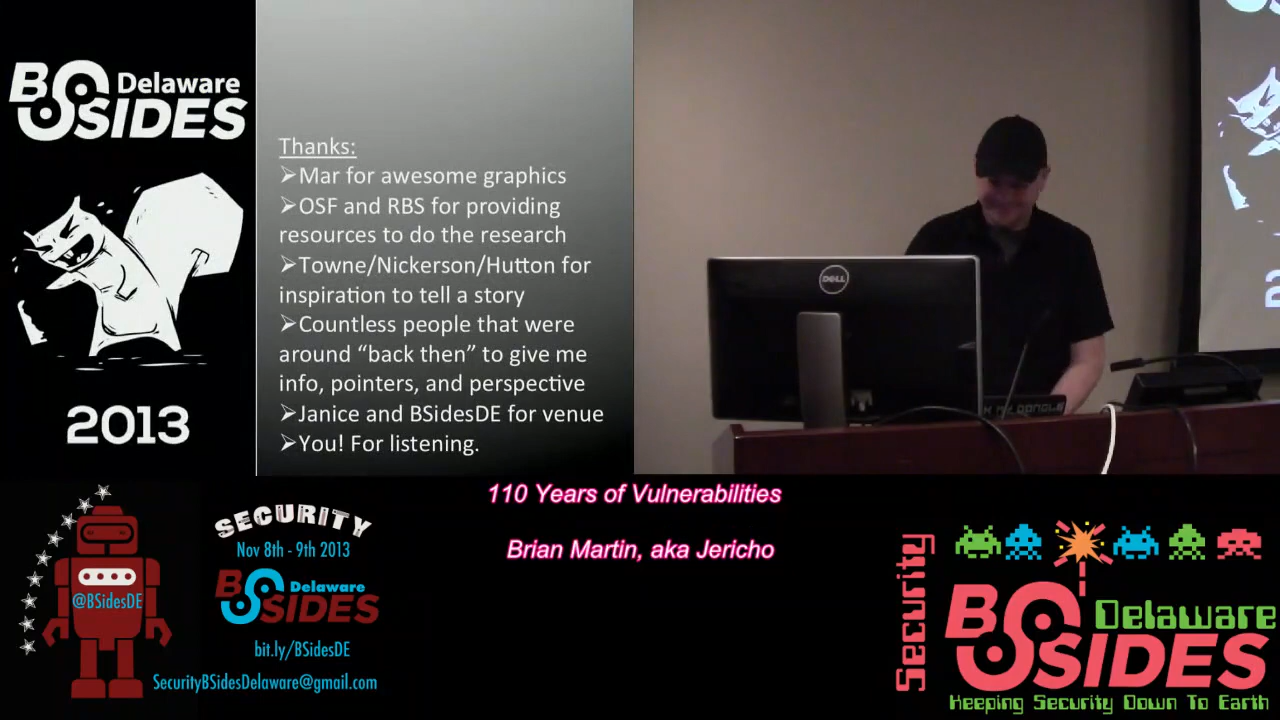 BSIDES Delaware
2013
Thanks:
➢Mar for awesome graphics
➢OSF and RBS for providing
resources to do the research
➢Towne/Nickerson/Hutton for
inspiration to tell a story
➢Countless people that were
around “back then” to give me
info, pointers, and perspective
➢Janice and BSidesDE for venue
➢You! For listening.
DELL
MY DONGLE
110 Years of Vulnerabilities
Brian Martin, aka Jericho
@BSidesDE
SECURITY
Nov 8th - 9th 2013
BSIDES Delaware
bit.ly/BSidesDE
SecurityBSidesDelaware@gmail.com
Security
BSIDES Delaware
Keeping Security Down To Earth